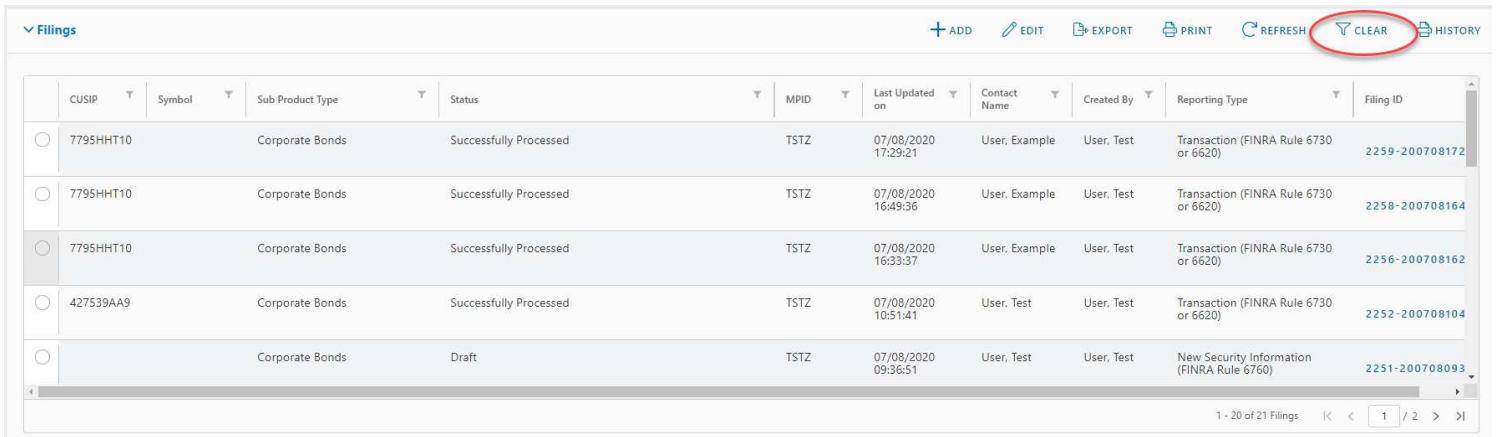 Filings
ADD EDIT EXPORT PRINT REFRESH CLEAR HISTORY
CUSIP Symbol Sub Product Type Status MPID Last Updated on Contact Name Created By Reporting Type Filing ID
7795HHT10 Corporate Bonds Successfully Processed TSTZ 07/08/2020 17:29:21 User, Example User, Test Transaction (FINRA Rule 6730 or 6620) 2259-200708172
7795HHT10 Corporate Bonds Successfully Processed TSTZ 07/08/2020 16:49:36 User, Example User, Test Transaction (FINRA Rule 6730 or 6620) 2258-200708164
7795HHT10 Corporate Bonds Successfully Processed TSTZ 07/08/2020 16:33:37 User, Example User, Test Transaction (FINRA Rule 6730 or 6620) 2256-200708162
427539AA9 Corporate Bonds Successfully Processed TSTZ 07/08/2020 10:51:41 User, Test User, Test Transaction (FINRA Rule 6730 or 6620) 2252-200708104
Corporate Bonds Draft TSTZ 07/08/2020 09:36:51 User, Test User, Test New Security Information (FINRA Rule 6760) 2251-200708093
1 - 20 of 21 Filings 1 / 2